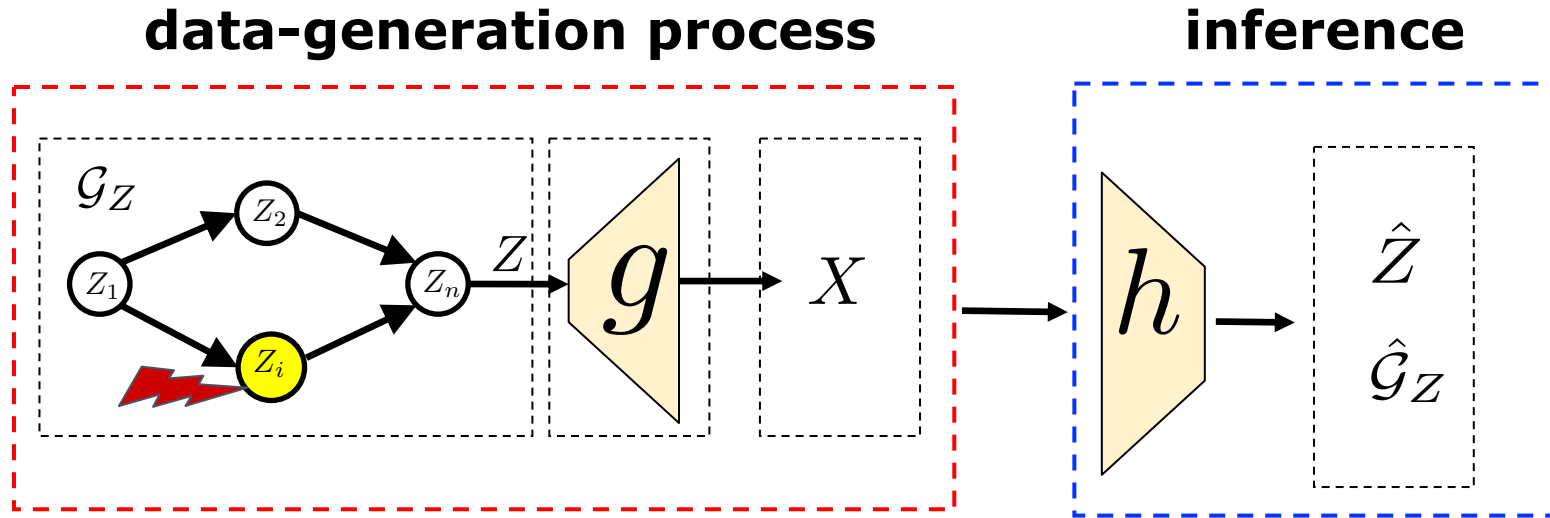 data-generation process
inference
𝒢_Z
Z_1
Z_2
Z_i
Z_n
Z
g
X
h
Ẑ
𝒢̂_Z